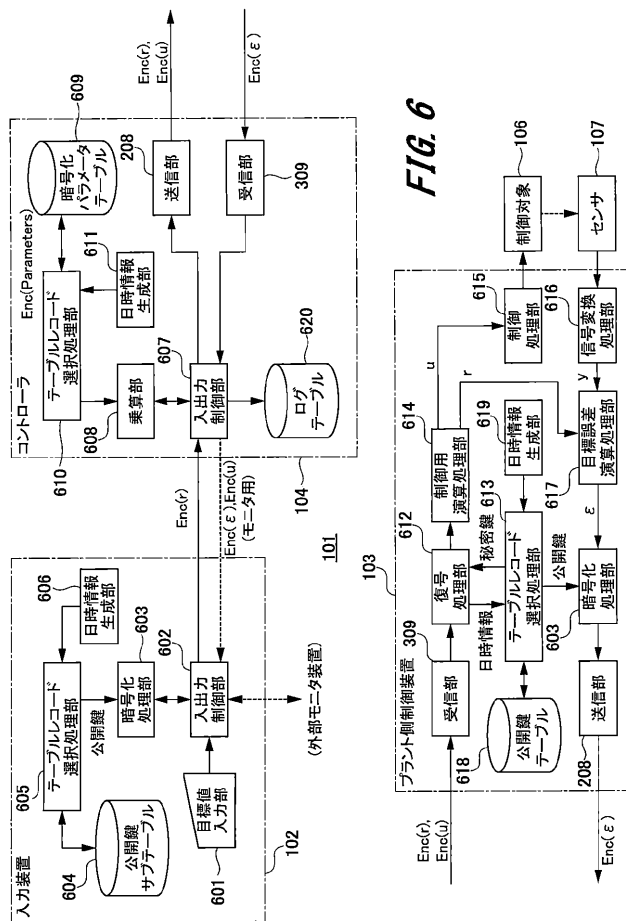 FIG. 6
入力装置
604
公開鍵
サブテーブル
605
テーブルレコード
選択処理部
公開鍵
606
日時情報
生成部
603
暗号化
処理部
602
入出力
制御部
601
目標値
入力部
102
(外部モニタ装置)
Enc(r)
Enc(ε),Enc(u)
(モニタ用)
101
コントローラ
610
テーブルレコード
選択処理部
Enc(Parameters)
609
暗号化
パラメータ
テーブル
611
日時情報
生成部
608
乗算部
607
入出力
制御部
620
ログ
テーブル
104
208
送信部
309
受信部
Enc(r),
Enc(u)
Enc(ε)
プラント側制御装置
103
Enc(r),
Enc(u)
309
受信部
612
復号
処理部
614
制御用
演算処理部
u
r
615
制御
処理部
106
制御対象
107
センサ
616
信号変換
処理部
y
617
目標誤差
演算処理部
ε
619
日時情報
生成部
613
テーブルレコード
選択処理部
日時情報
秘密鍵
公開鍵
618
公開鍵
テーブル
603
暗号化
処理部
208
送信部
Enc(ε)